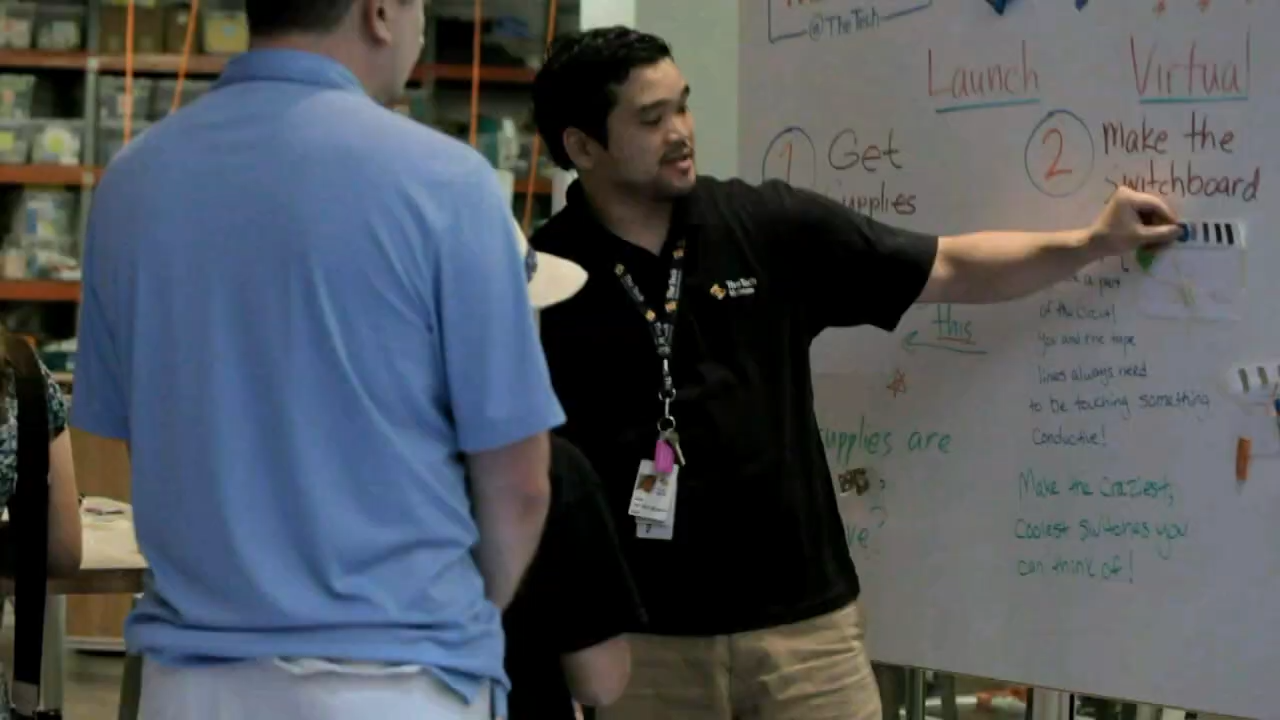 @TheTech
Launch Virtual
1 Get
supplies
2 Make the
switchboard
a part
of the circuit!
You and the tape
lines always need
to be touching something
Conductive!
this
supplies are
Make the Craziest,
Coolest switches you
can think of!
The Tech